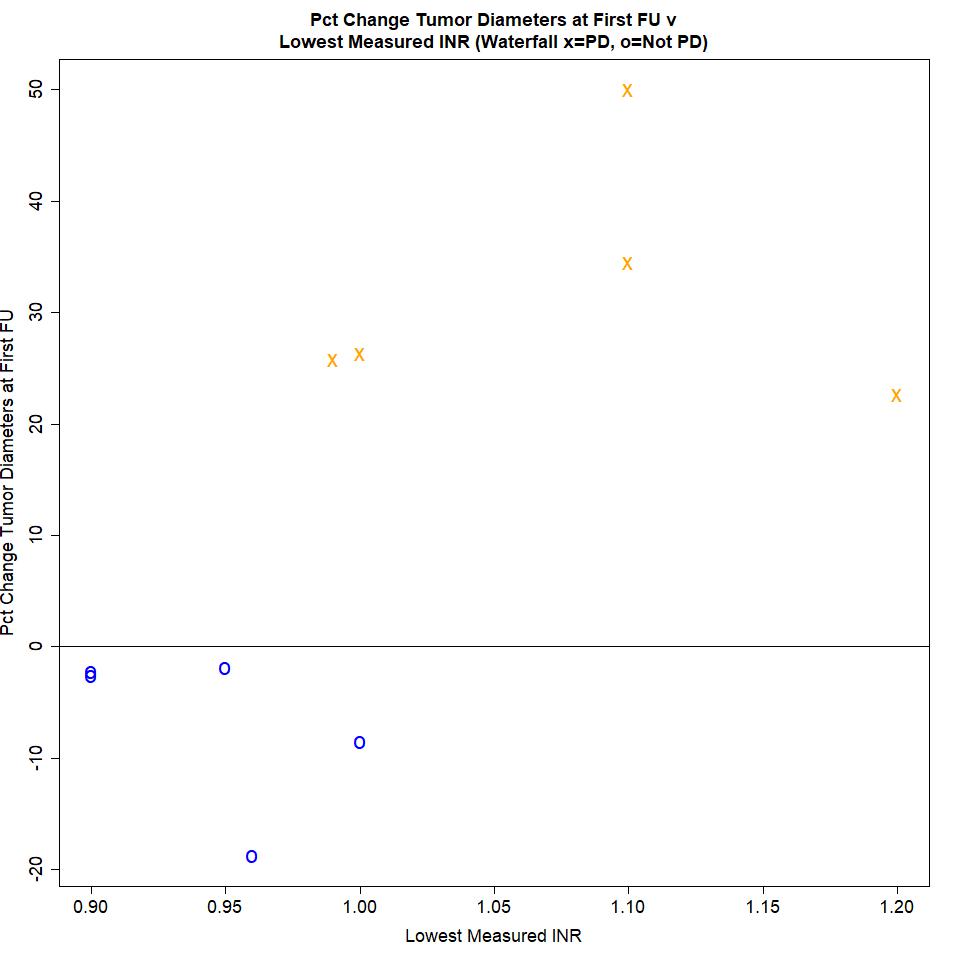 Pct Change Tumor Diameters at First FU v
Lowest Measured INR (Waterfall x=PD, o=Not PD)
Pct Change Tumor Diameters at First FU
50
40
30
20
10
0
-10
-20
X
X
X
X
X
O
O
O
O
O
0.90
0.95
1.00
1.05
1.10
1.15
1.20
Lowest Measured INR